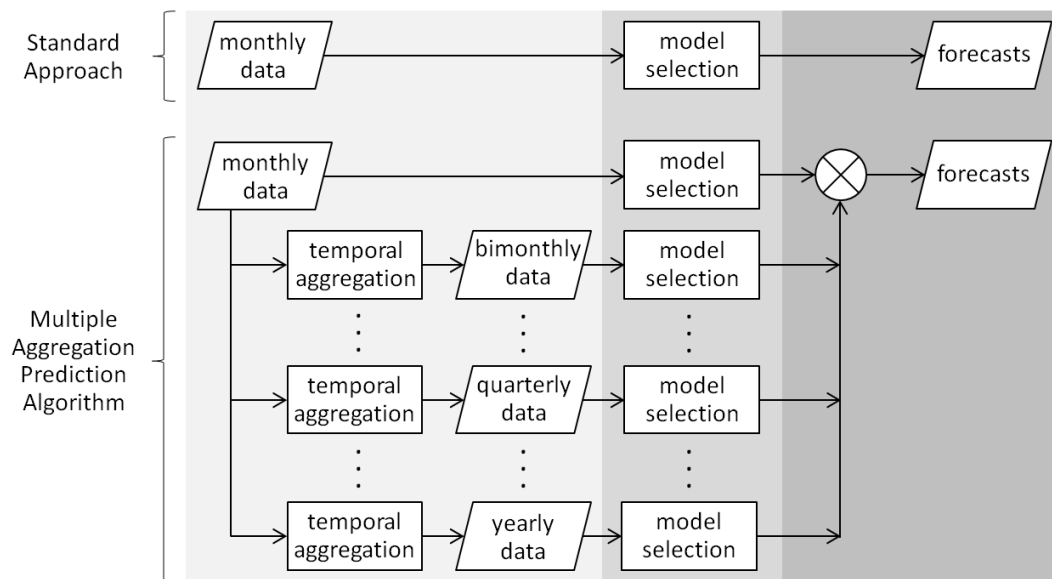 Standard
Approach
monthly
data
model
selection
forecasts
Multiple
Aggregation
Prediction
Algorithm
monthly
data
model
selection
forecasts
temporal
aggregation
bimonthly
data
model
selection
temporal
aggregation
quarterly
data
model
selection
temporal
aggregation
yearly
data
model
selection